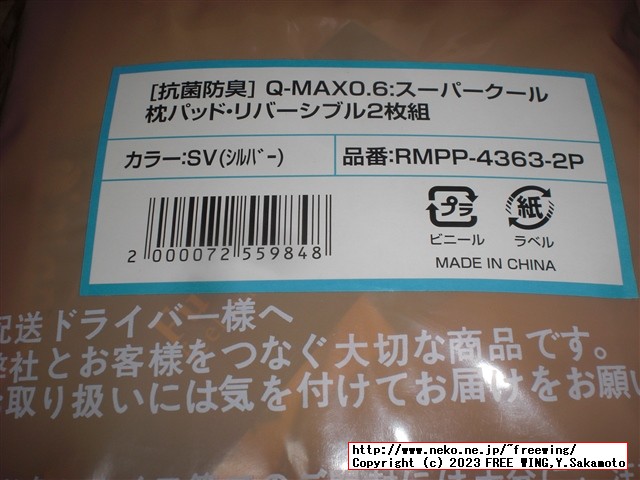 [抗菌防臭] Q-MAX0.6:スーパークール
枕パッド・リバーシブル2枚組
カラー:SV(ｼﾙﾊﾞｰ)
品番:RMPP-4363-2P
2 000072 559848
プラ
紙
ビニール
ラベル
MADE IN CHINA
配送ドライバー様へ
弊社とお客様をつなぐ大切な商品です。
取り扱いには気を付けてお届けをお願い
http://www.neko.ne.jp/~freewing/
Copyright (c) 2023 FREE WING,Y.Sakamoto